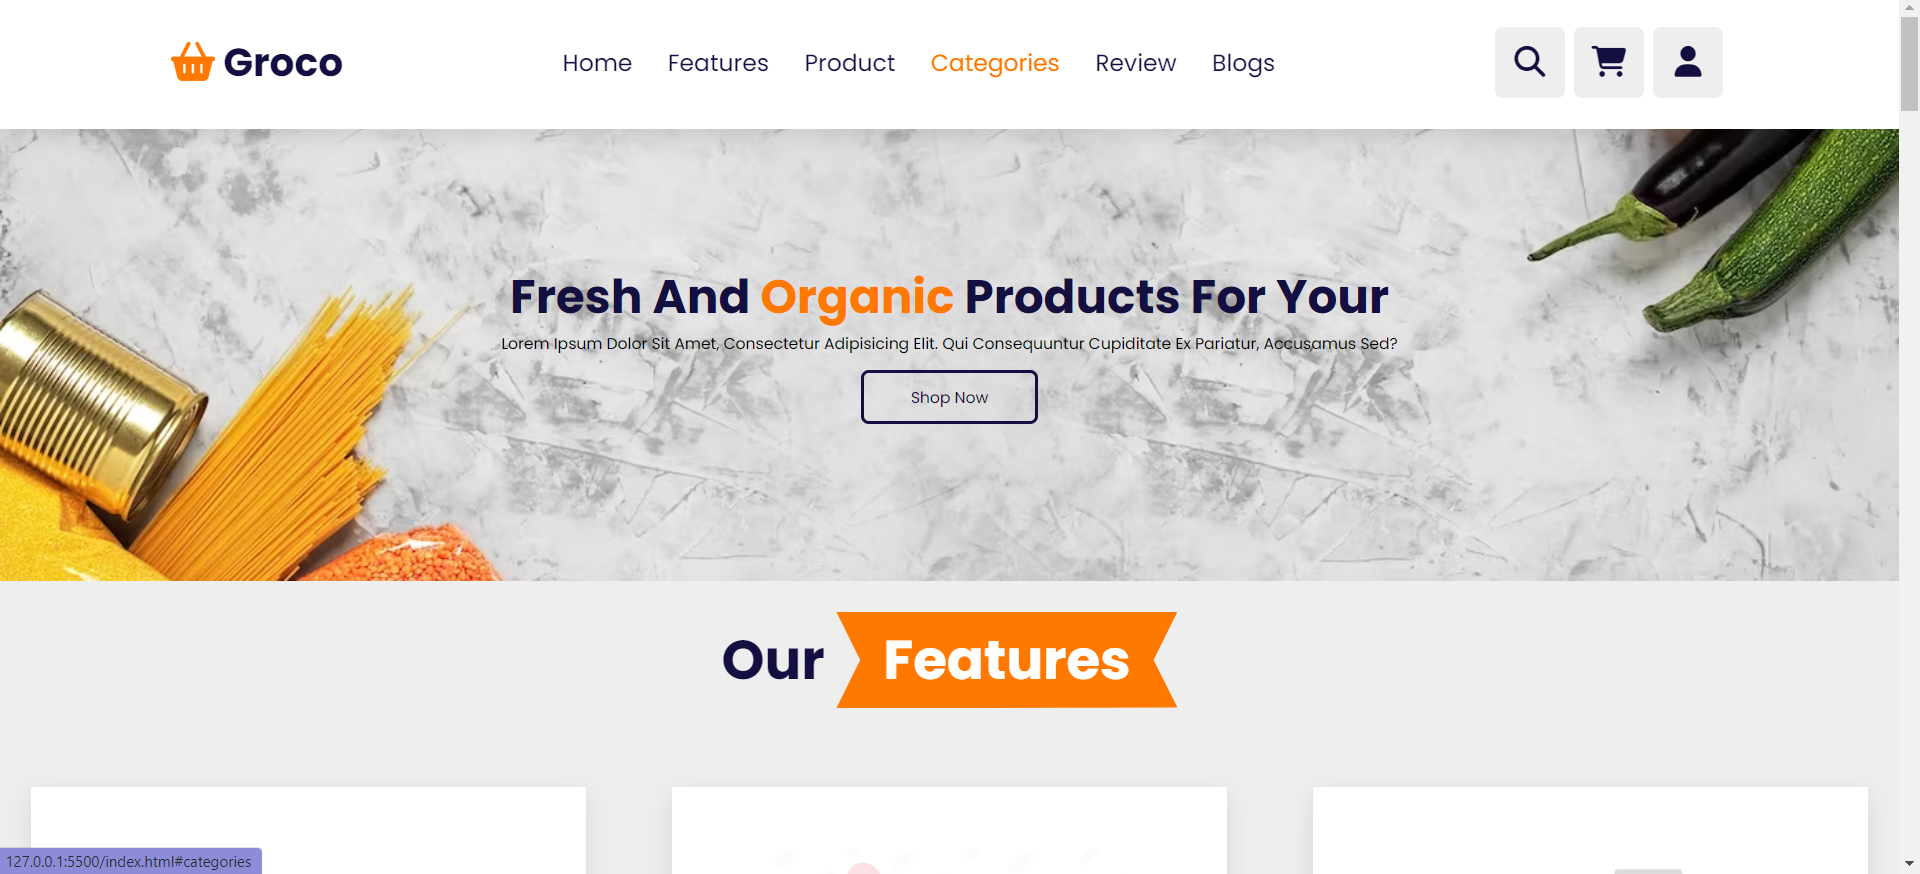 Groco
Home Features Product Categories Review Blogs
Fresh And Organic Products For Your
Lorem Ipsum Dolor Sit Amet, Consectetur Adipisicing Elit. Qui Consequuntur Cupiditate Ex Pariatur, Accusamus Sed?
Shop Now
Our Features
127.0.0.1:5500/index.html#categories